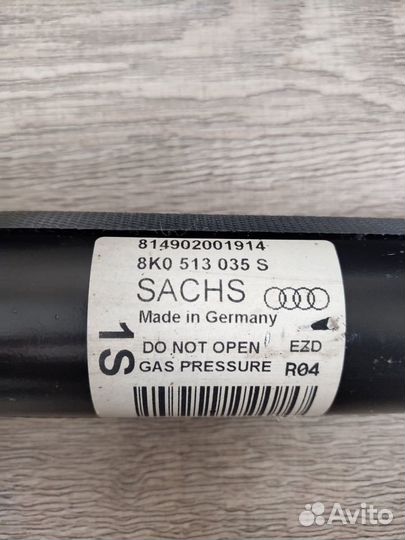 814902001914
8K0 513 035 S
SACHS
Made in Germany
1S
DO NOT OPEN EZD
GAS PRESSURE R04
Avito